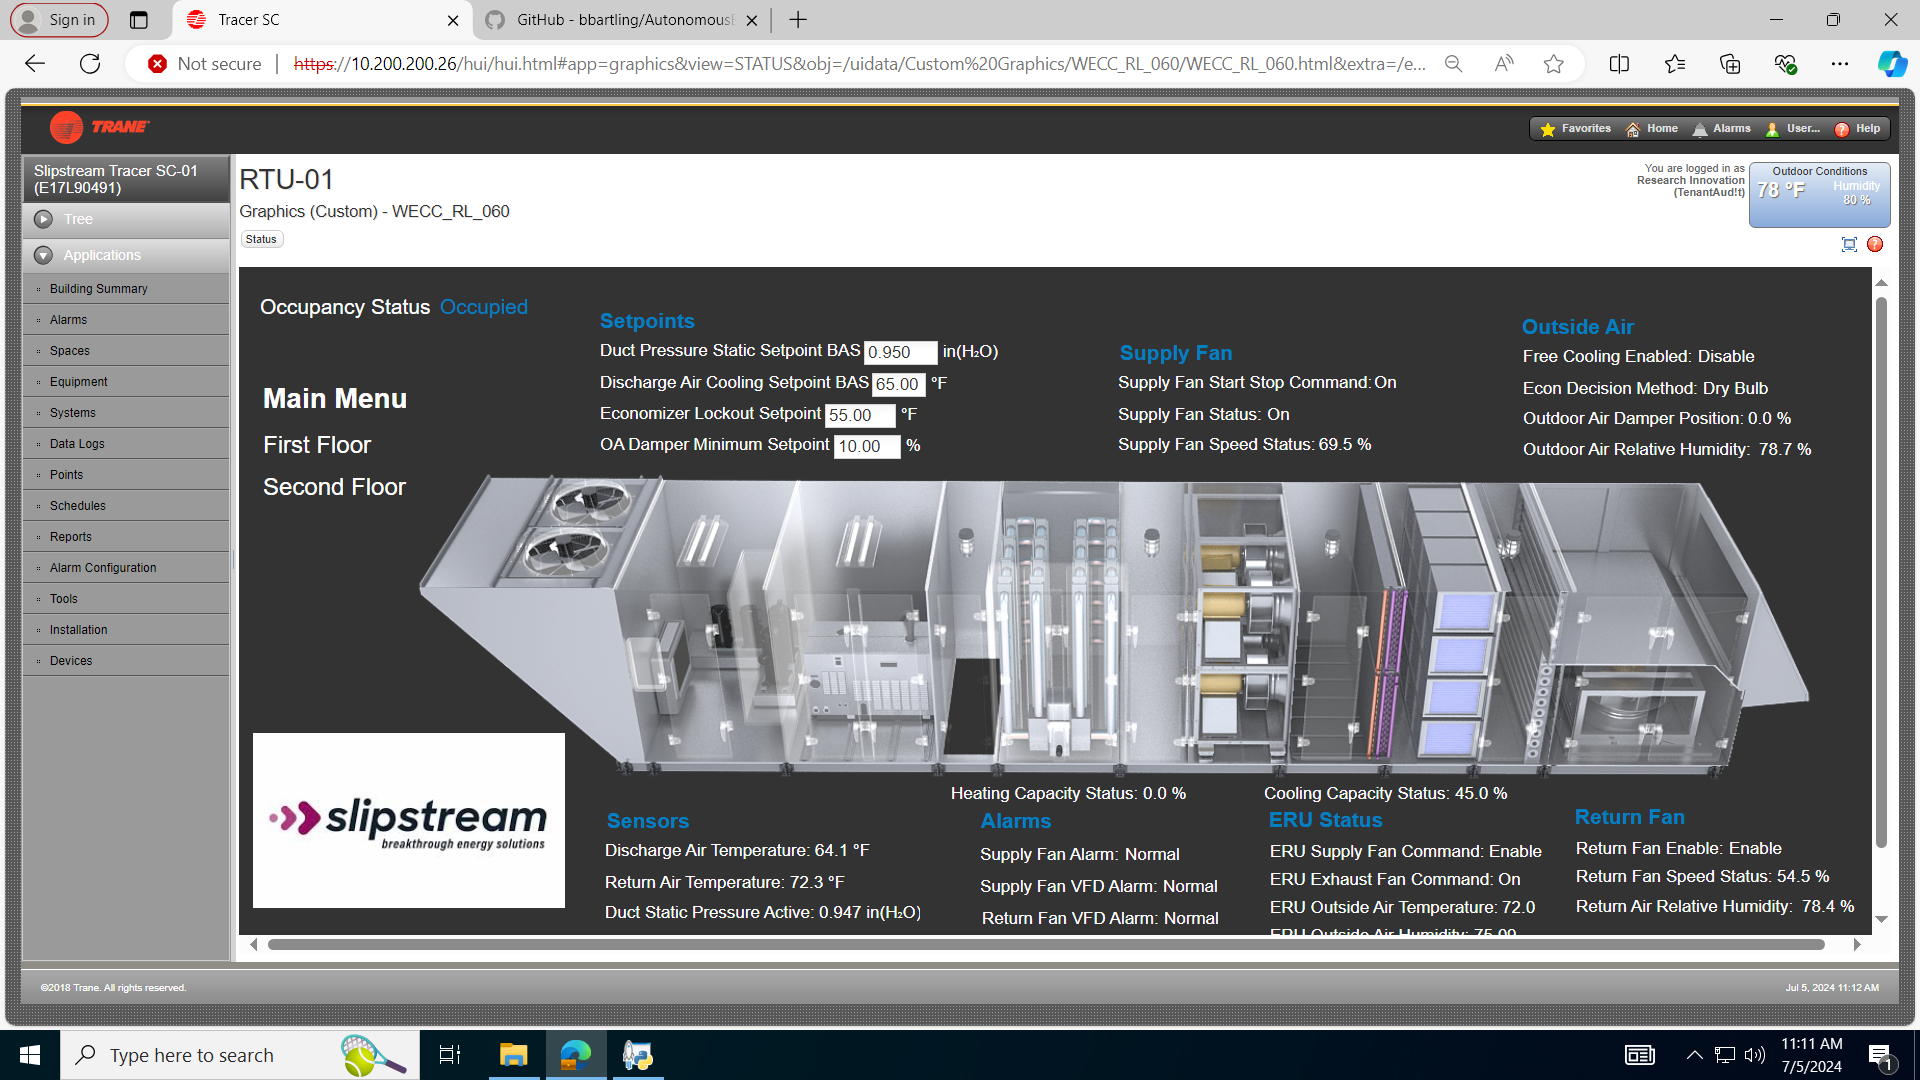 Sign in
Tracer SC
GitHub - bbartling/Autonomous
Not secure
https://10.200.200.26/hui/hui.html#app=graphics&view=STATUS&obj=/uidata/Custom%20Graphics/WECC_RL_060/WECC_RL_060.html&extra=/e...
TRANE
Favorites
Home
Alarms
User...
Help
Slipstream Tracer SC-01
(E17L90491)
Tree
Applications
Building Summary
Alarms
Spaces
Equipment
Systems
Data Logs
Points
Schedules
Reports
Alarm Configuration
Tools
Installation
Devices
RTU-01
Graphics (Custom) - WECC_RL_060
Status
You are logged in as
Research Innovation
(TenantAud!t)
Outdoor Conditions
78 °F
Humidity
80 %
Occupancy Status Occupied
Main Menu
First Floor
Second Floor
Setpoints
Duct Pressure Static Setpoint BAS 0.950 in(H₂O)
Discharge Air Cooling Setpoint BAS 65.00 °F
Economizer Lockout Setpoint 55.00 °F
OA Damper Minimum Setpoint 10.00 %
Supply Fan
Supply Fan Start Stop Command: On
Supply Fan Status: On
Supply Fan Speed Status: 69.5 %
Outside Air
Free Cooling Enabled: Disable
Econ Decision Method: Dry Bulb
Outdoor Air Damper Position: 0.0 %
Outdoor Air Relative Humidity: 78.7 %
slipstream
breakthrough energy solutions
Heating Capacity Status: 0.0 %
Cooling Capacity Status: 45.0 %
Sensors
Discharge Air Temperature: 64.1 °F
Return Air Temperature: 72.3 °F
Duct Static Pressure Active: 0.947 in(H₂O)
Alarms
Supply Fan Alarm: Normal
Supply Fan VFD Alarm: Normal
Return Fan VFD Alarm: Normal
ERU Status
ERU Supply Fan Command: Enable
ERU Exhaust Fan Command: On
ERU Outside Air Temperature: 72.0
ERU Outside Air Humidity: 75.09
Return Fan
Return Fan Enable: Enable
Return Fan Speed Status: 54.5 %
Return Air Relative Humidity: 78.4 %
©2018 Trane. All rights reserved.
Jul 5, 2024 11:12 AM
Type here to search
11:11 AM
7/5/2024
1